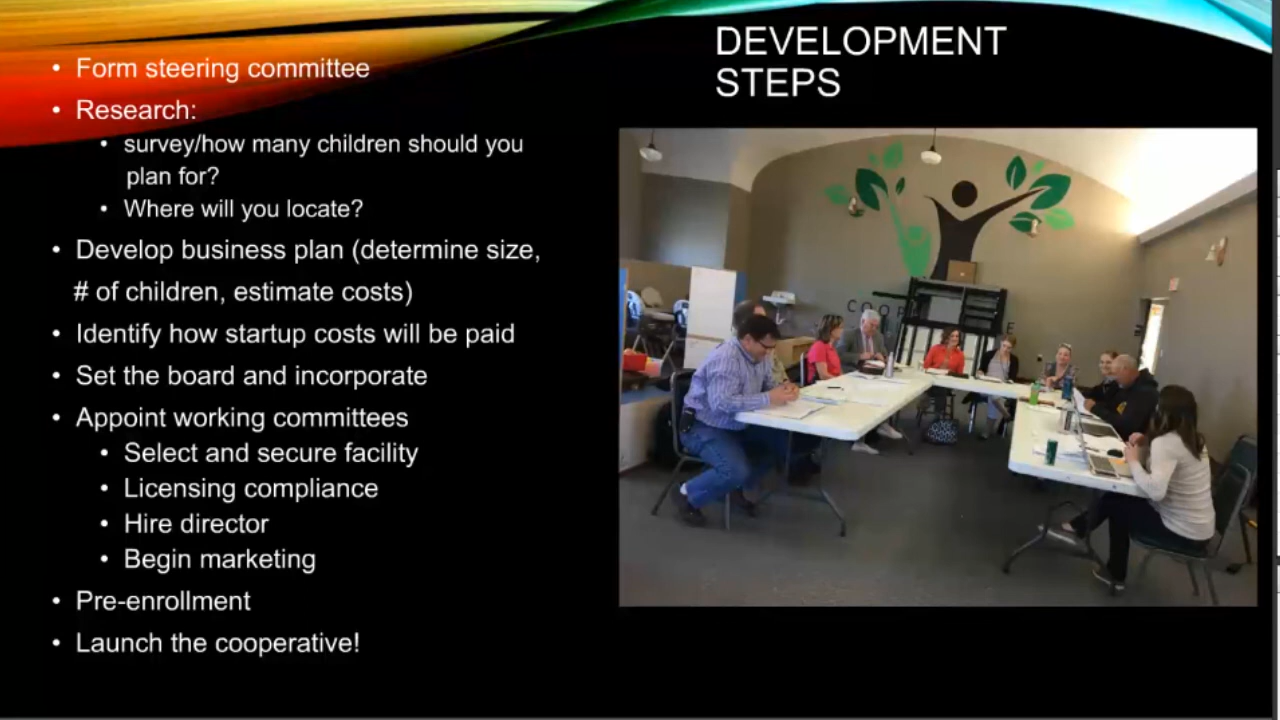 DEVELOPMENT
STEPS
• Form steering committee
• Research:
• survey/how many children should you
plan for?
• Where will you locate?
• Develop business plan (determine size,
# of children, estimate costs)
• Identify how startup costs will be paid
• Set the board and incorporate
• Appoint working committees
• Select and secure facility
• Licensing compliance
• Hire director
• Begin marketing
• Pre-enrollment
• Launch the cooperative!